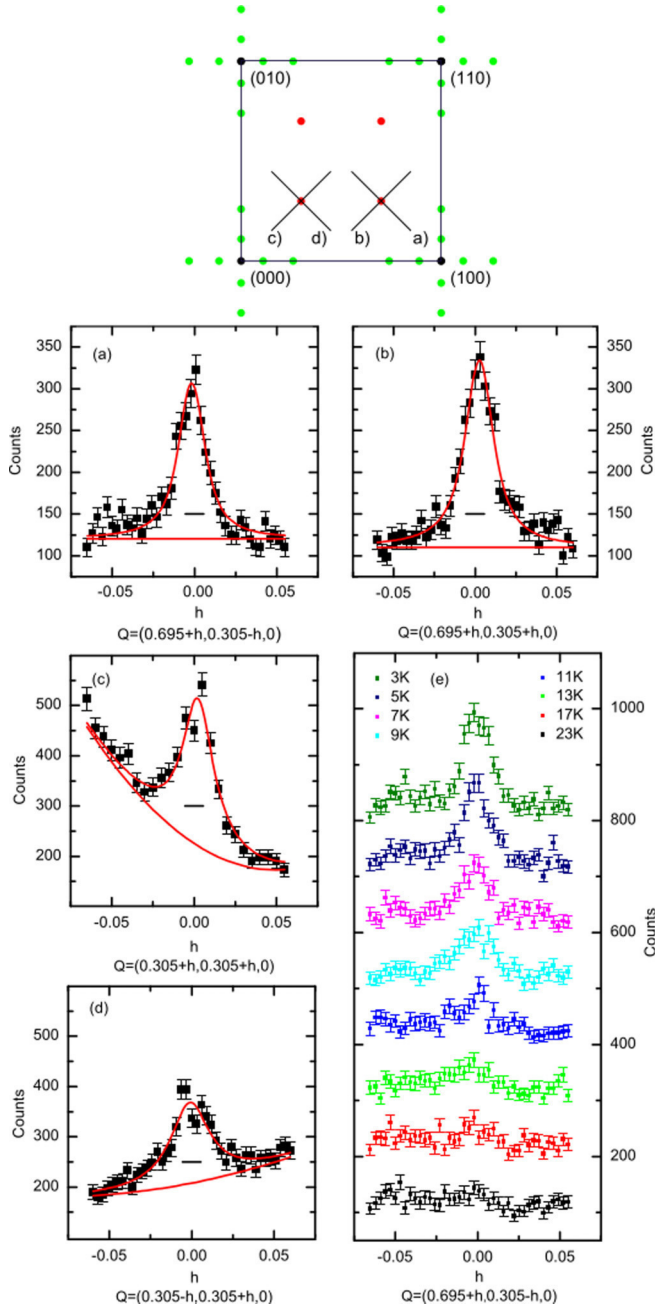 (010)
(110)
c)
d)
b)
a)
(000)
(100)
(a)
350
300
250
200
150
100
Counts
-0.05
0.00
0.05
h
Q=(0.695+h,0.305-h,0)
(b)
350
300
250
200
150
100
Counts
-0.05
0.00
0.05
h
Q=(0.695+h,0.305+h,0)
(c)
500
400
300
200
Counts
-0.05
0.00
0.05
h
Q=(0.305+h,0.305+h,0)
(d)
500
400
300
250
200
Counts
-0.05
0.00
0.05
h
Q=(0.305-h,0.305+h,0)
(e)
3K
5K
7K
9K
11K
13K
17K
23K
1000
800
600
400
200
Counts
-0.05
0.00
0.05
h
Q=(0.695+h,0.305-h,0)